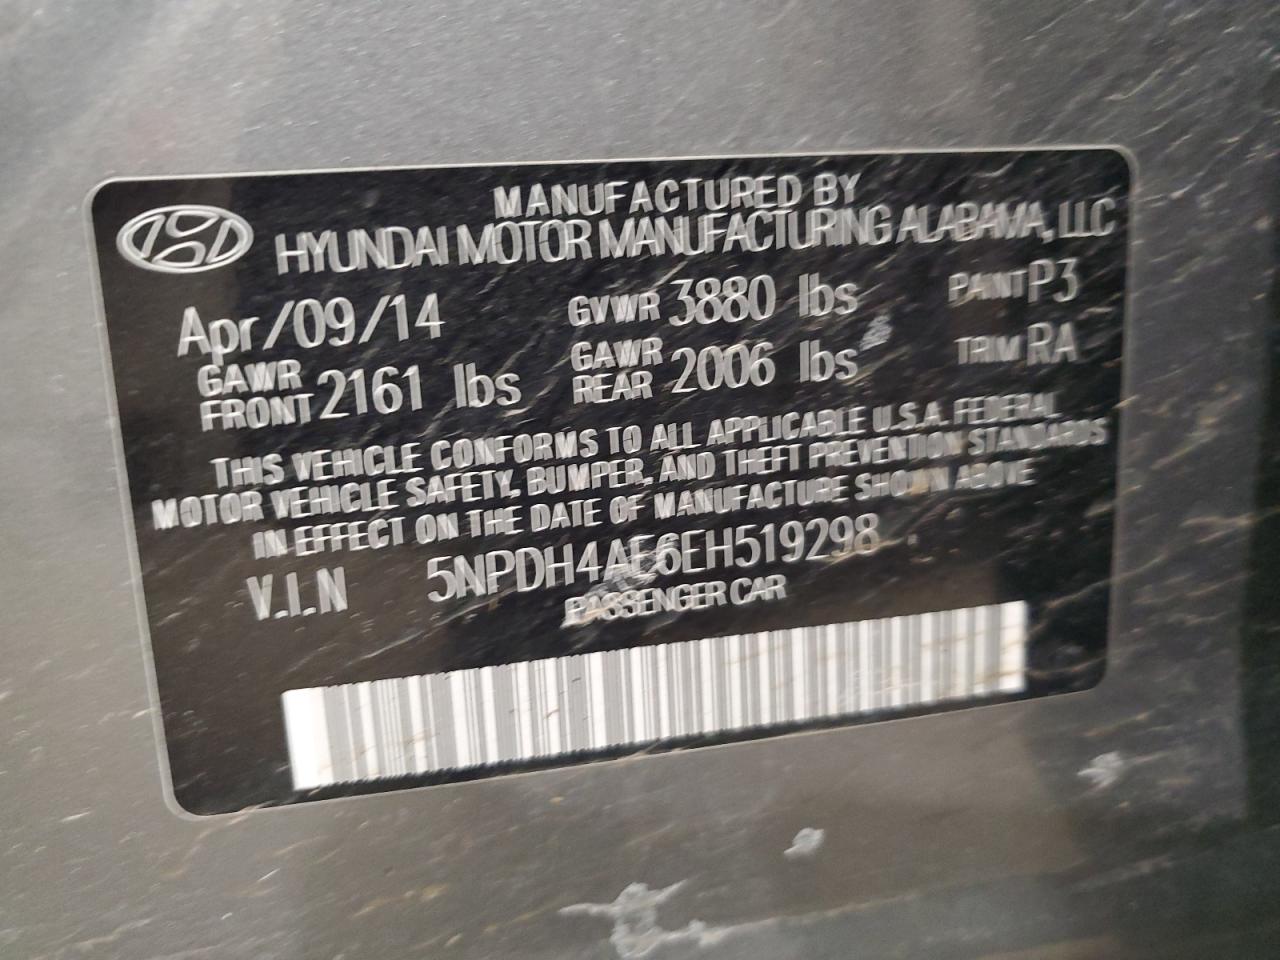 MANUFACTURED BY
HYUNDAI MOTOR MANUFACTURING ALABAMA, LLC
Apr/09/14 GVWR 3880 lbs PAINT P3
GAWR FRONT 2161 lbs GAWR REAR 2006 lbs TRIM RA
THIS VEHICLE CONFORMS TO ALL APPLICABLE U.S.A. FEDERAL
MOTOR VEHICLE SAFETY, BUMPER, AND THEFT PREVENTION STANDARDS
IN EFFECT ON THE DATE OF MANUFACTURE SHOWN ABOVE
V.I.N 5NPDH4AE6EH519298
PASSENGER CAR